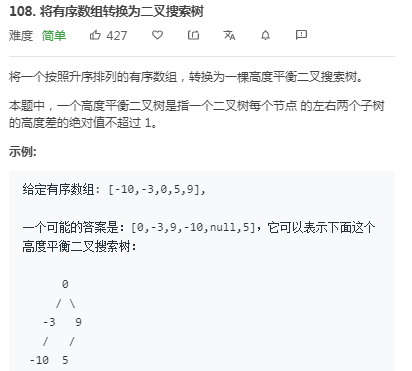 108. 将有序数组转换为二叉搜索树
难度 简单 427
将一个按照升序排列的有序数组，转换为一棵高度平衡二叉搜索树。
本题中，一个高度平衡二叉树是指一个二叉树每个节点 的左右两个子树
的高度差的绝对值不超过 1。
示例:
给定有序数组: [-10,-3,0,5,9],
一个可能的答案是：[0,-3,9,-10,null,5]，它可以表示下面这个
高度平衡二叉搜索树：
0
/ \
-3 9
/ /
-10 5